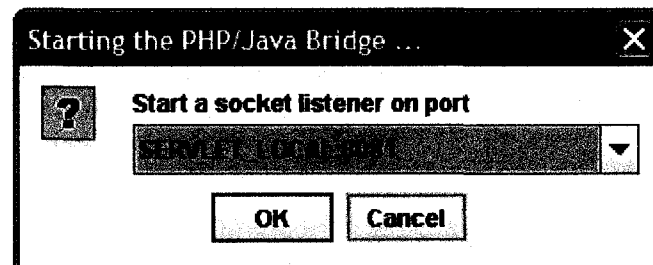 Starting the PHP/Java Bridge ...
Start a socket listener on port
OK
Cancel